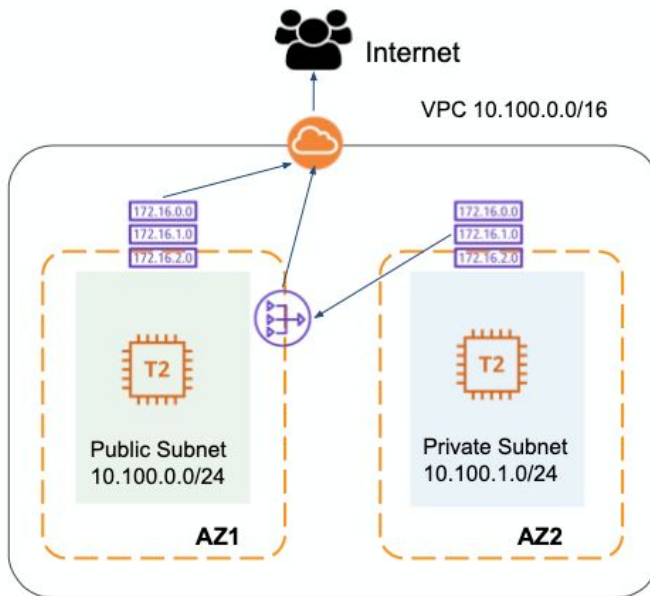 Internet
VPC 10.100.0.0/16
172.16.0.0
172.16.1.0
172.16.2.0
172.16.0.0
172.16.1.0
172.16.2.0
T2
T2
Public Subnet
10.100.0.0/24
Private Subnet
10.100.1.0/24
AZ1
AZ2